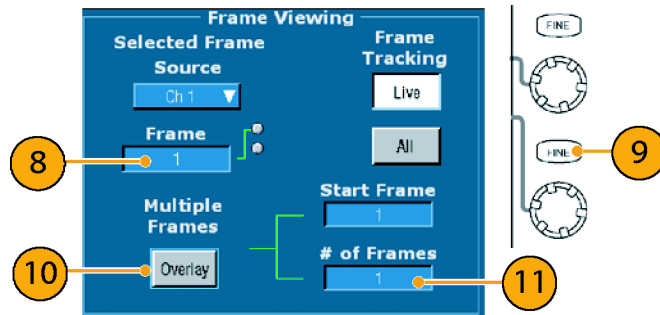 Frame Viewing
Selected Frame
Source
Ch 1
Frame
1
Multiple
Frames
Overlay
Frame
Tracking
Live
All
Start Frame
1
# of Frames
1
FINE
FINE
8
9
10
11